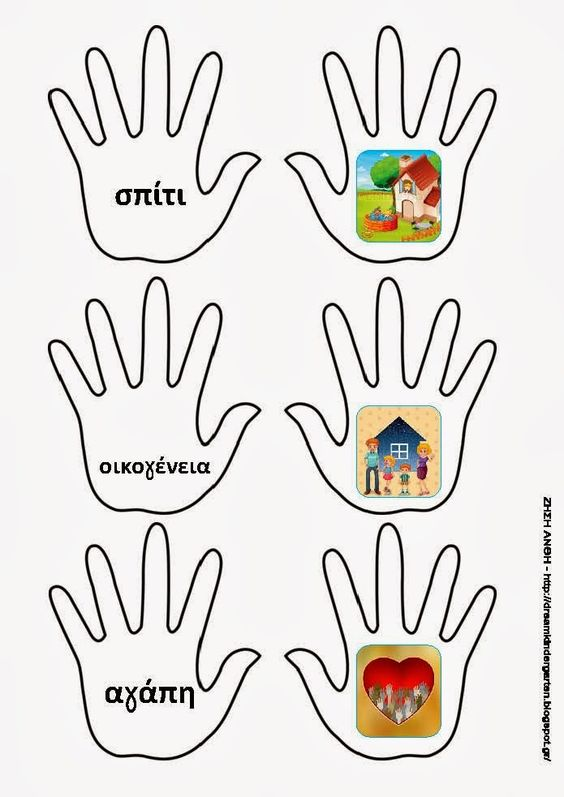 σπίτι
οικογένεια
αγάπη
ΖΗΣΗ ΑΝΘΗ - http://dreamkindergarten.blogspot.gr/